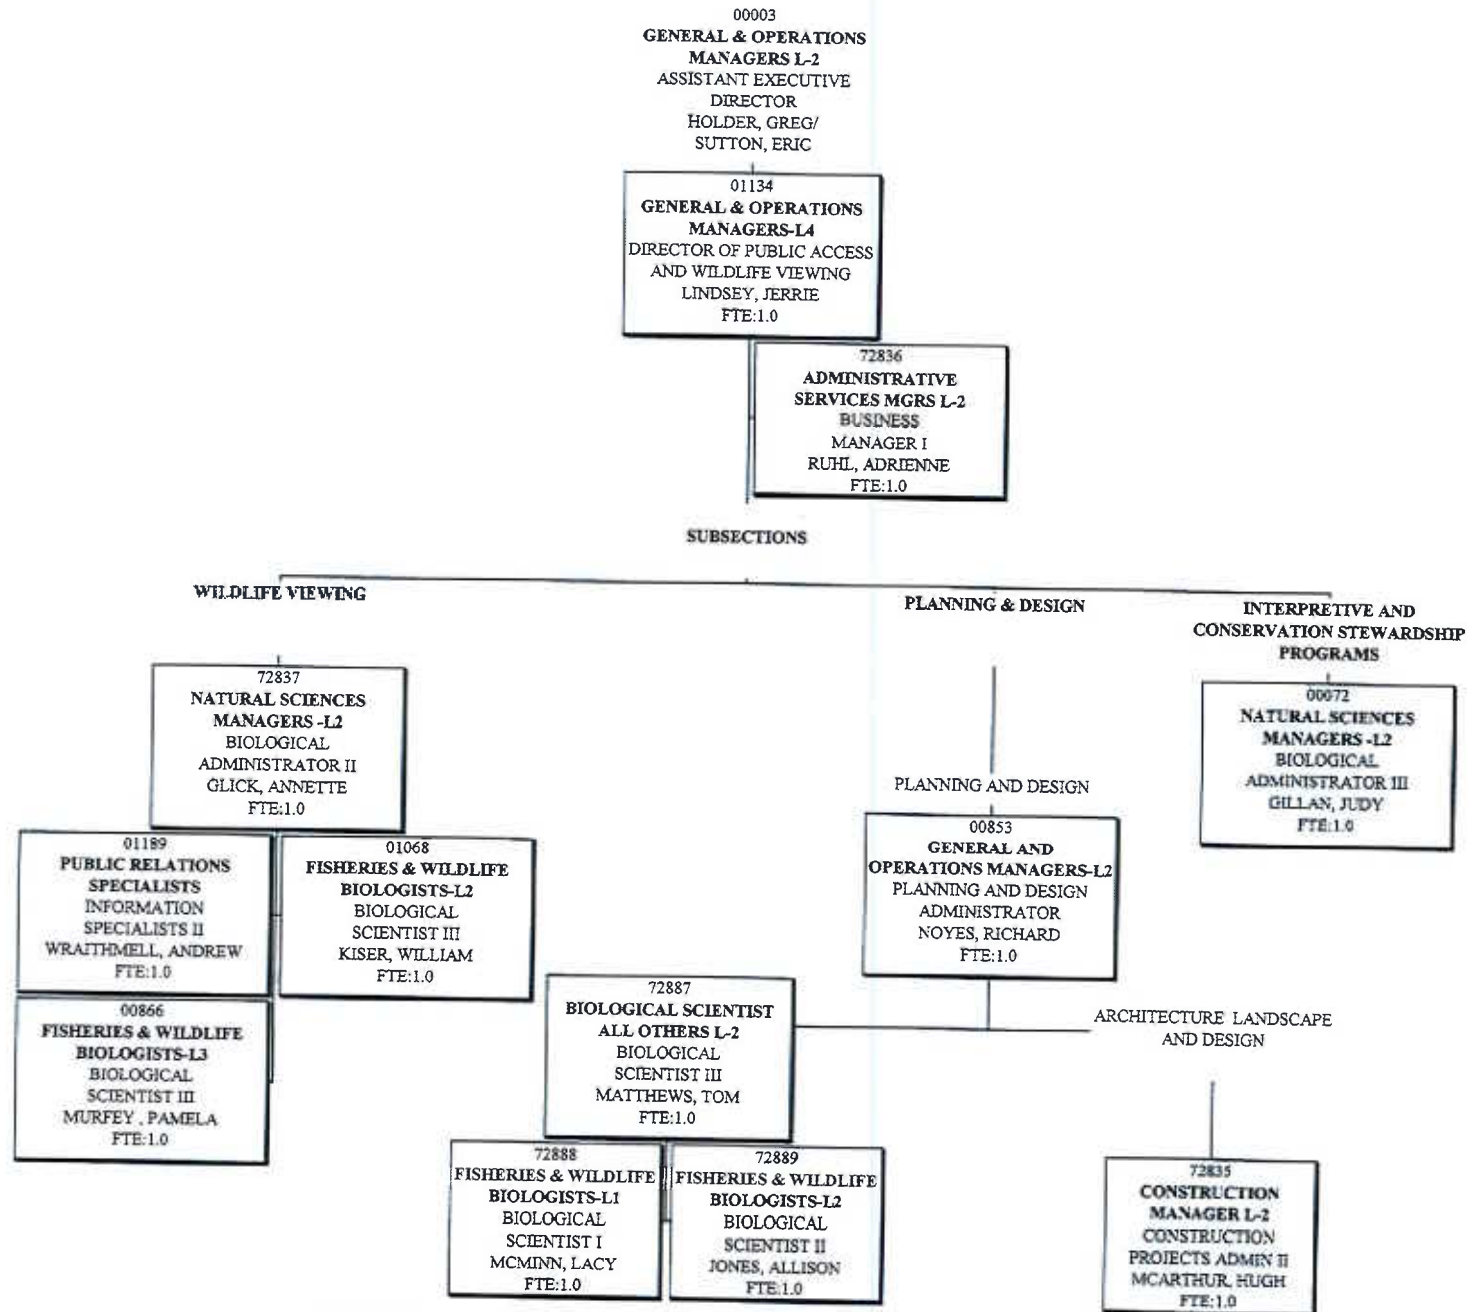 00003
GENERAL & OPERATIONS
MANAGERS L-2
ASSISTANT EXECUTIVE
DIRECTOR
HOLDER, GREG/
SUTTON, ERIC
01134
GENERAL & OPERATIONS
MANAGERS-L4
DIRECTOR OF PUBLIC ACCESS
AND WILDLIFE VIEWING
LINDSEY, JERRIE
FTE:1.0
72836
ADMINISTRATIVE
SERVICES MGRS L-2
BUSINESS
MANAGER I
RUHL, ADRIENNE
FTE:1.0
SUBSECTIONS
WILDLIFE VIEWING
72837
NATURAL SCIENCES
MANAGERS -L2
BIOLOGICAL
ADMINISTRATOR II
GLICK, ANNETTE
FTE:1.0
01189
PUBLIC RELATIONS
SPECIALISTS
INFORMATION
SPECIALISTS II
WRAITHMELL, ANDREW
FTE:1.0
01068
FISHERIES & WILDLIFE
BIOLOGISTS-L2
BIOLOGICAL
SCIENTIST III
KISER, WILLIAM
FTE:1.0
00866
FISHERIES & WILDLIFE
BIOLOGISTS-L3
BIOLOGICAL
SCIENTIST III
MURFEY , PAMELA
FTE:1.0
PLANNING & DESIGN
PLANNING AND DESIGN
00853
GENERAL AND
OPERATIONS MANAGERS-L2
PLANNING AND DESIGN
ADMINISTRATOR
NOYES, RICHARD
FTE:1.0
72887
BIOLOGICAL SCIENTIST
ALL OTHERS L-2
BIOLOGICAL
SCIENTIST III
MATTHEWS, TOM
FTE:1.0
72888
FISHERIES & WILDLIFE
BIOLOGISTS-L1
BIOLOGICAL
SCIENTIST I
MCMINN, LACY
FTE:1.0
72889
FISHERIES & WILDLIFE
BIOLOGISTS-L2
BIOLOGICAL
SCIENTIST II
JONES, ALLISON
FTE:1.0
ARCHITECTURE LANDSCAPE
AND DESIGN
72835
CONSTRUCTION
MANAGER L-2
CONSTRUCTION
PROJECTS ADMIN II
MCARTHUR, HUGH
FTE:1.0
INTERPRETIVE AND
CONSERVATION STEWARDSHIP
PROGRAMS
00072
NATURAL SCIENCES
MANAGERS -L2
BIOLOGICAL
ADMINISTRATOR III
GILLAN, JUDY
FTE:1.0